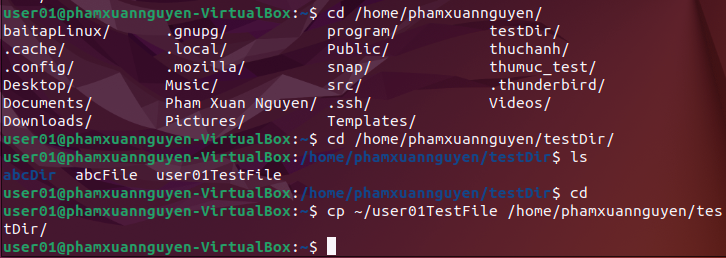 user01@phamxuannguyen-VirtualBox:~$ cd /home/phamxuannguyen/
baitapLinux/ .gnupg/ program/ testDir/
.cache/ .local/ Public/ thuchanh/
.config/ .mozilla/ snap/ thumuc_test/
Desktop/ Music/ src/ .thunderbird/
Documents/ Pham Xuan Nguyen/ .ssh/ Videos/
Downloads/ Pictures/ Templates/
user01@phamxuannguyen-VirtualBox:~$ cd /home/phamxuannguyen/testDir/
user01@phamxuannguyen-VirtualBox:/home/phamxuannguyen/testDir$ ls
abcDir abcFile user01TestFile
user01@phamxuannguyen-VirtualBox:/home/phamxuannguyen/testDir$ cd
user01@phamxuannguyen-VirtualBox:~$ cp ~/user01TestFile /home/phamxuannguyen/tes
tDir/
user01@phamxuannguyen-VirtualBox:~$